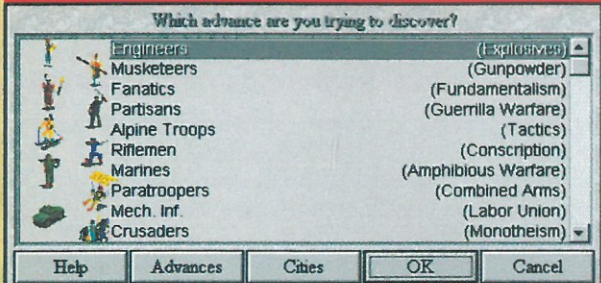 Which advance are you trying to discover?
Engineers (Explosives)
Musketeers (Gunpowder)
Fanatics (Fundamentalism)
Partisans (Guerrilla Warfare)
Alpine Troops (Tactics)
Riflemen (Conscription)
Marines (Amphibious Warfare)
Paratroopers (Combined Arms)
Mech. Inf. (Labor Union)
Crusaders (Monotheism)
Help Advances Cities OK Cancel